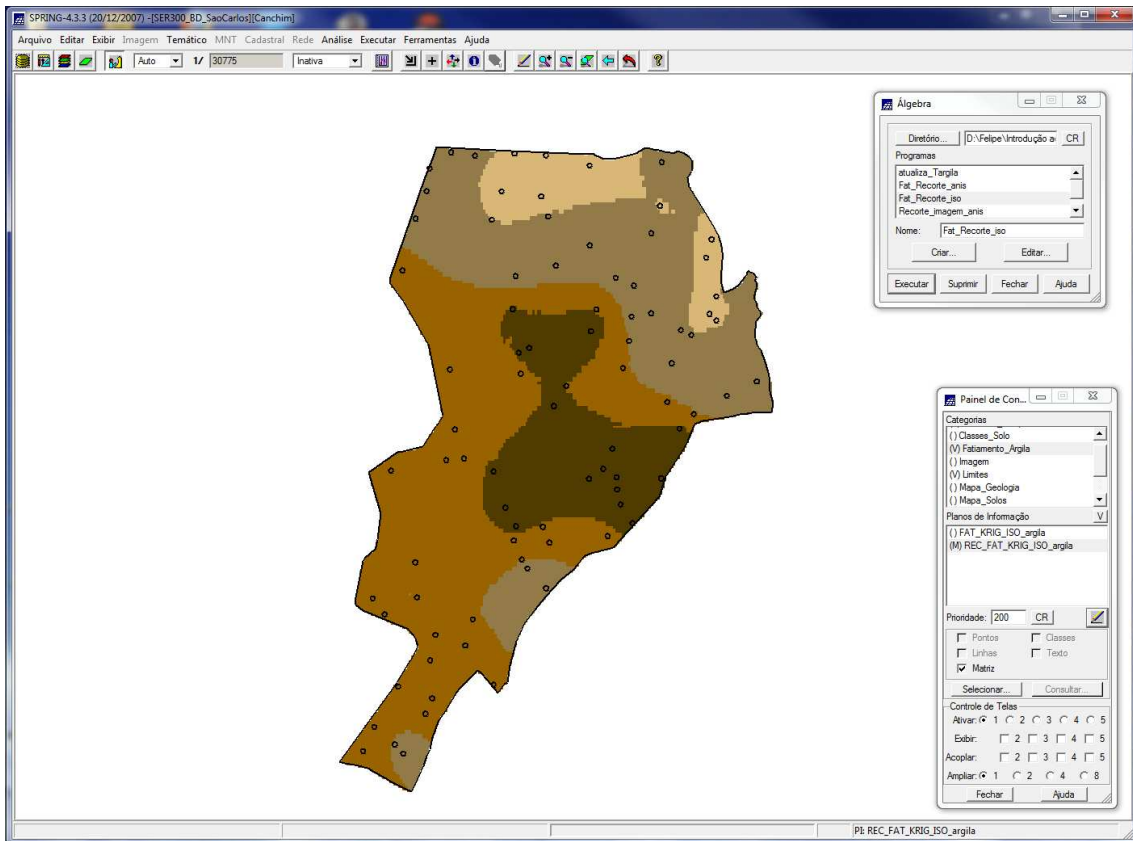 SPRING-4.3.3 (20/12/2007) -[SER300_BD_SaoCarlos][Canchim]
Arquivo Editar Exibir Imagem Temático MNT Cadastral Rede Análise Executar Ferramentas Ajuda
Auto 1/ 30775 Inativa
Álgebra
Diretório... D:\Felipe\Introdução a CR
Programas
atualiza_Targila
Fat_Recorte_anis
Fat_Recorte_iso
Recorte_imagem_anis
Nome: Fat_Recorte_iso
Criar... Editar...
Executar Suprimir Fechar Ajuda
Painel de Con...
Categorias
( ) Classes_Solo
(V) Fatiamento_Argila
( ) Imagem
(V) Limites
( ) Mapa_Geologia
( ) Mapa_Solos
Planos de Informação V
( ) FAT_KRIG_ISO_argila
(M) REC_FAT_KRIG_ISO_argila
Prioridade: 200 CR
Pontos Classes
Linhas Texto
Matriz
Selecionar... Consultar...
Controle de Telas
Ativar: 1 2 3 4 5
Exibir: 2 3 4 5
Acoplar: 2 3 4 5
Ampliar: 1 2 4 8
Fechar Ajuda
PI: REC_FAT_KRIG_ISO_argila